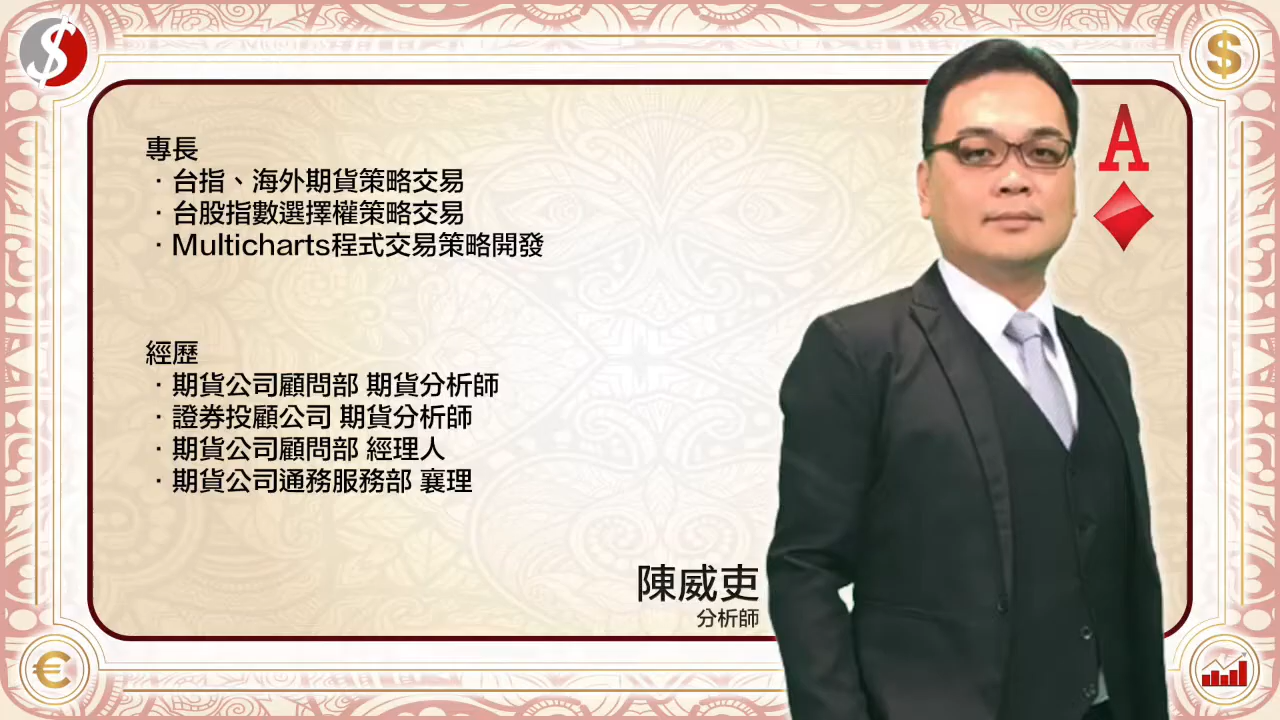 專長
・台指、海外期貨策略交易
・台股指數選擇權策略交易
・Multicharts程式交易策略開發
經歷
・期貨公司顧問部 期貨分析師
・證券投顧公司 期貨分析師
・期貨公司顧問部 經理人
・期貨公司通務服務部 襄理
陳威吏
分析師
A